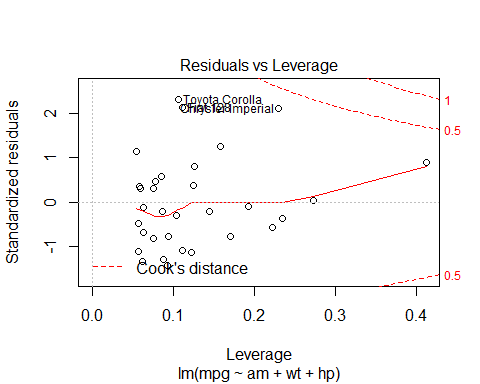 Residuals vs Leverage
Standardized residuals
2
1
0
-1
Toyota Corolla
Fiat 128
Chrysler Imperial
1
0.5
0.5
Cook's distance
0.0
0.1
0.2
0.3
0.4
Leverage
lm(mpg ~ am + wt + hp)